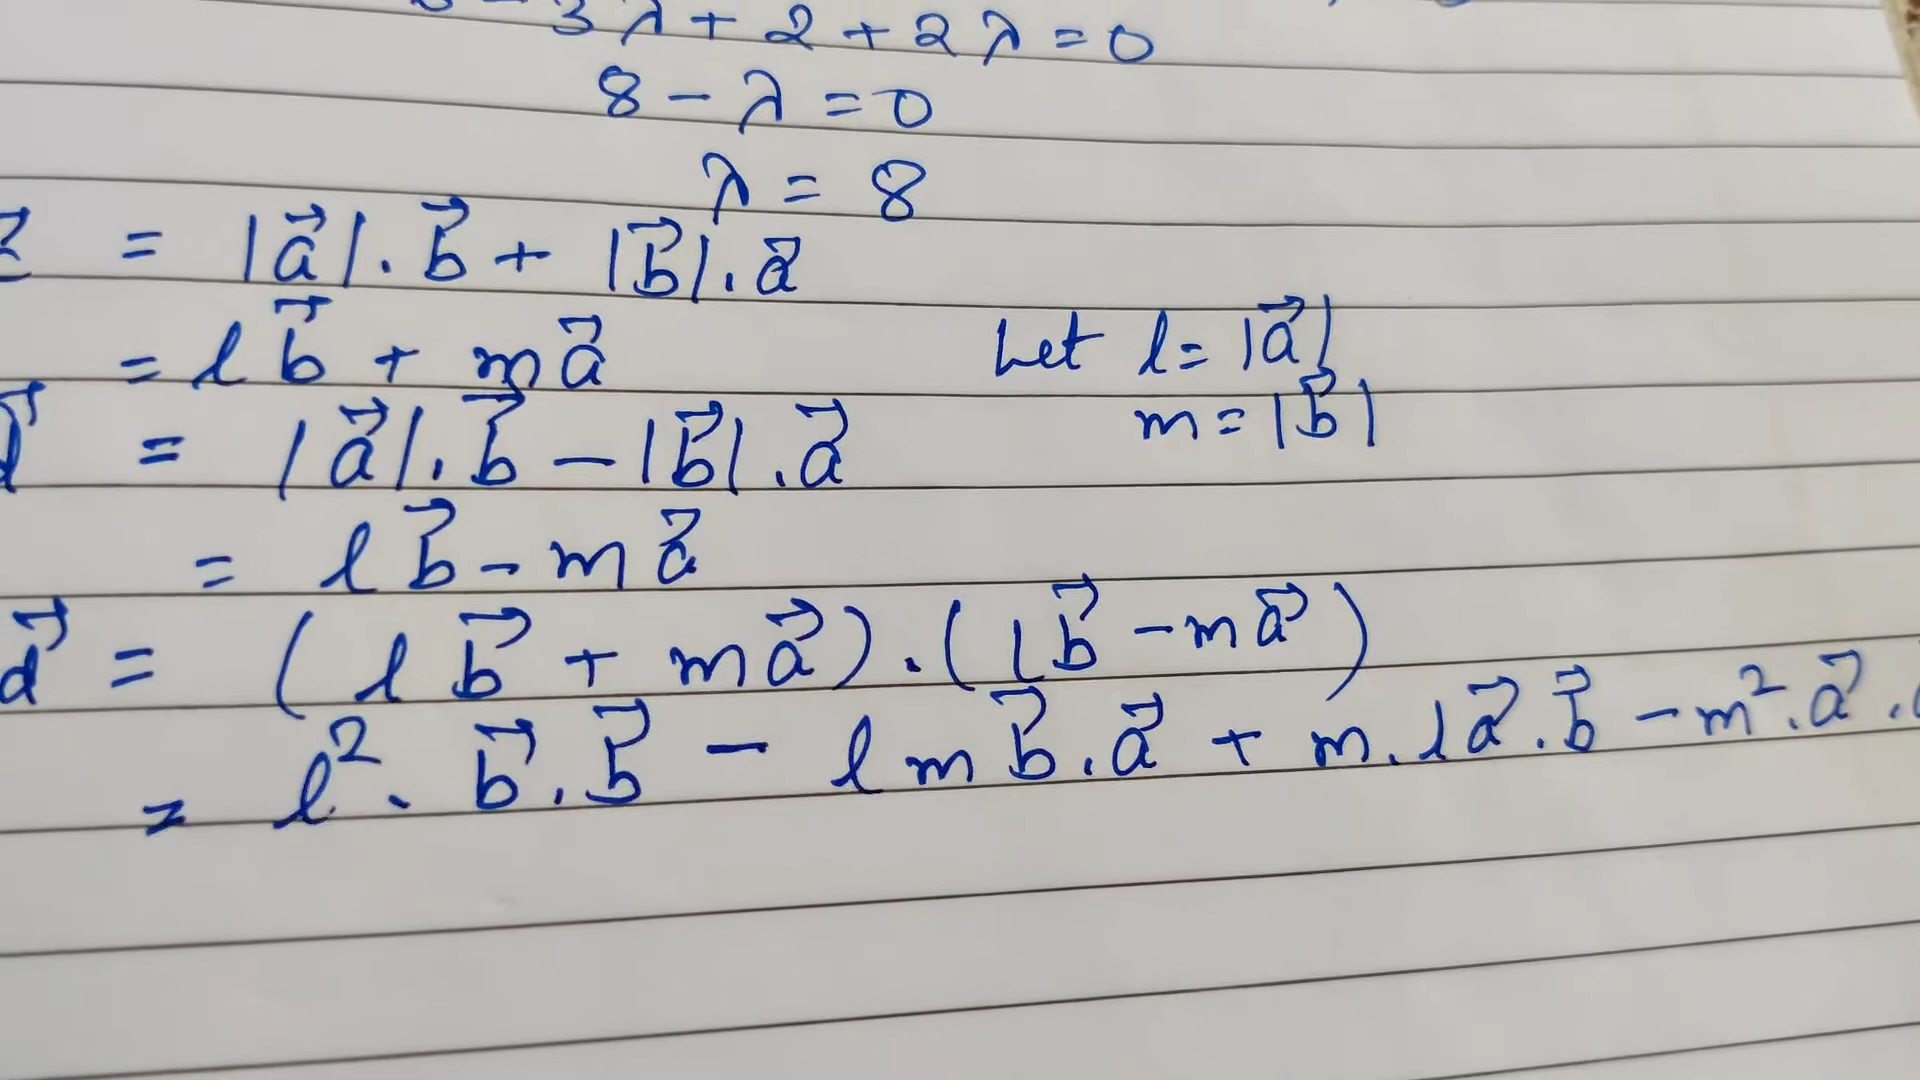 - 3λ + 2 + 2λ = 0
8 - λ = 0
λ = 8
= |a⃗|. b⃗ + |b⃗|. a⃗
= l b⃗ + m a⃗
Let l = |a⃗|
m = |b⃗|
= |a⃗|. b⃗ - |b⃗|. a⃗
= l b⃗ - m a⃗
d⃗ = (l b⃗ + m a⃗). (l b⃗ - m a⃗)
= l². b⃗. b⃗ - l m b⃗. a⃗ + m. l a⃗. b⃗ - m². a⃗.